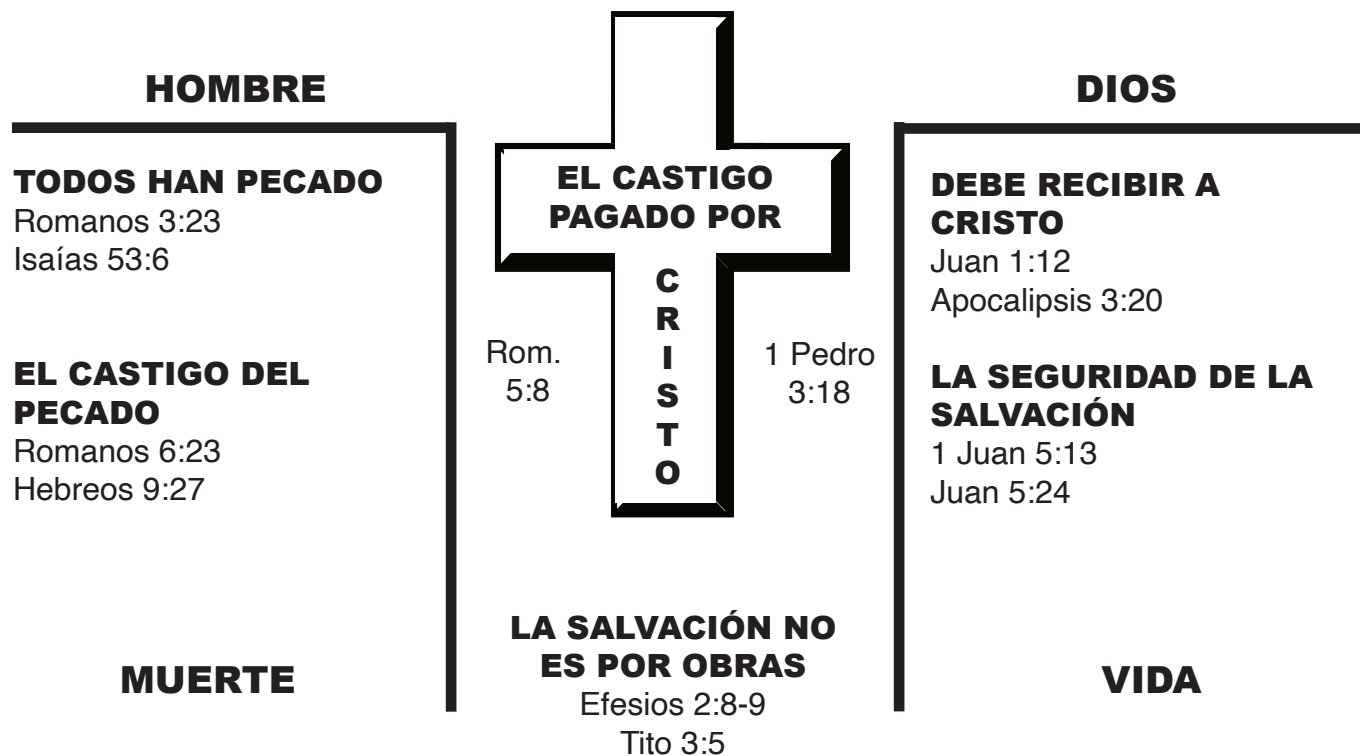 HOMBRE
TODOS HAN PECADO
Romanos 3:23
Isaías 53:6
EL CASTIGO DEL
PECADO
Romanos 6:23
Hebreos 9:27
MUERTE
EL CASTIGO
PAGADO POR
C
R
I
S
T
O
Rom.
5:8
1 Pedro
3:18
LA SALVACIÓN NO
ES POR OBRAS
Efesios 2:8-9
Tito 3:5
DIOS
DEBE RECIBIR A
CRISTO
Juan 1:12
Apocalipsis 3:20
LA SEGURIDAD DE LA
SALVACIÓN
1 Juan 5:13
Juan 5:24
VIDA